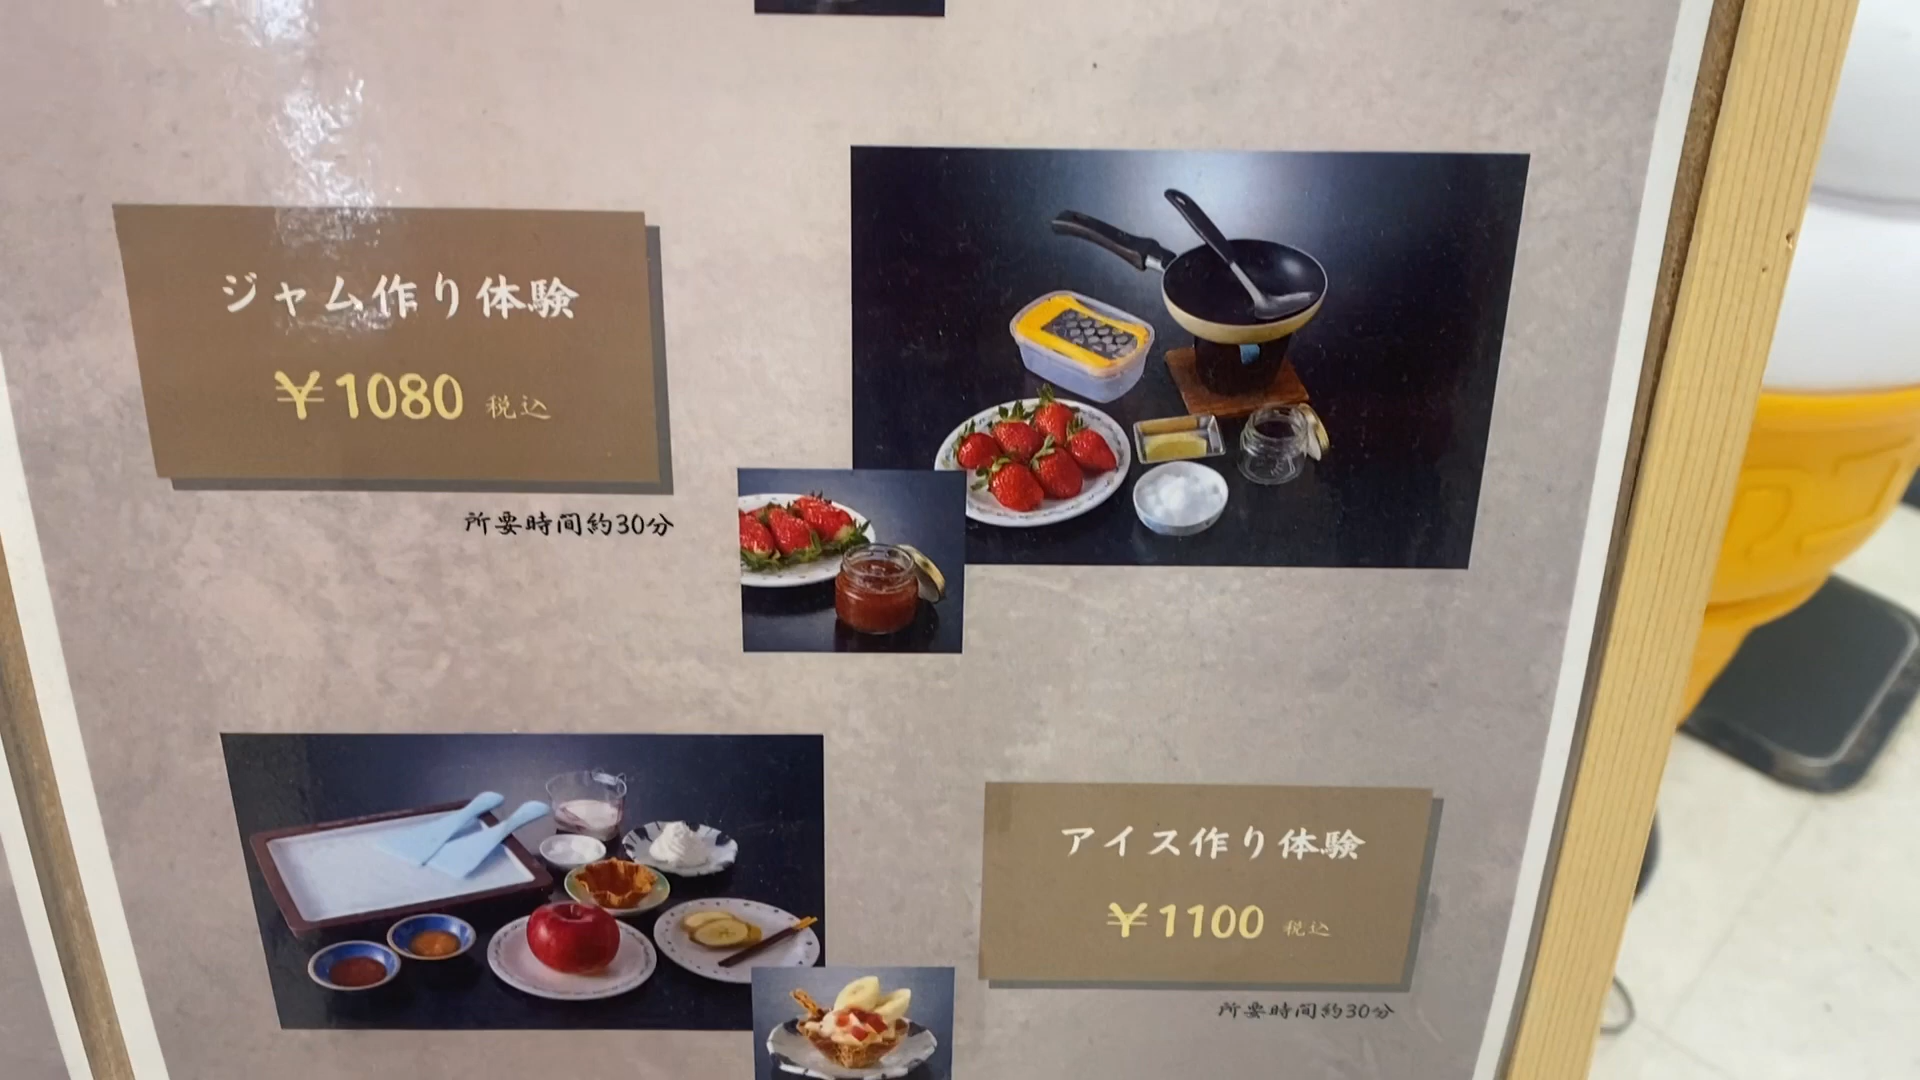 ジャム作り体験
¥1080 税込
所要時間約30分
アイス作り体験
¥1100 税込
所要時間約30分